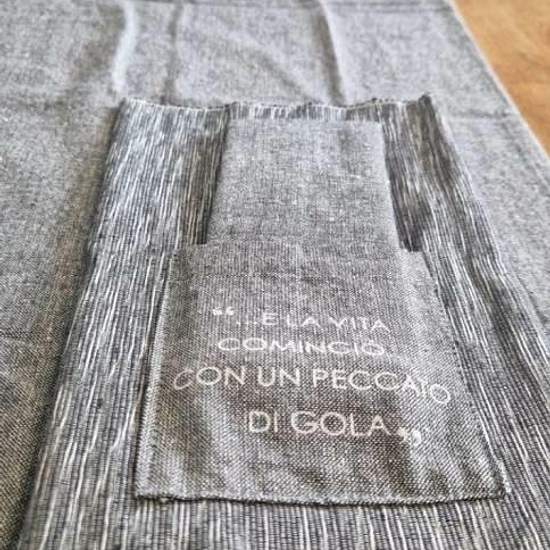 “...E LA VITA
COMINCIÒ
CON UN PECCATO
DI GOLA„